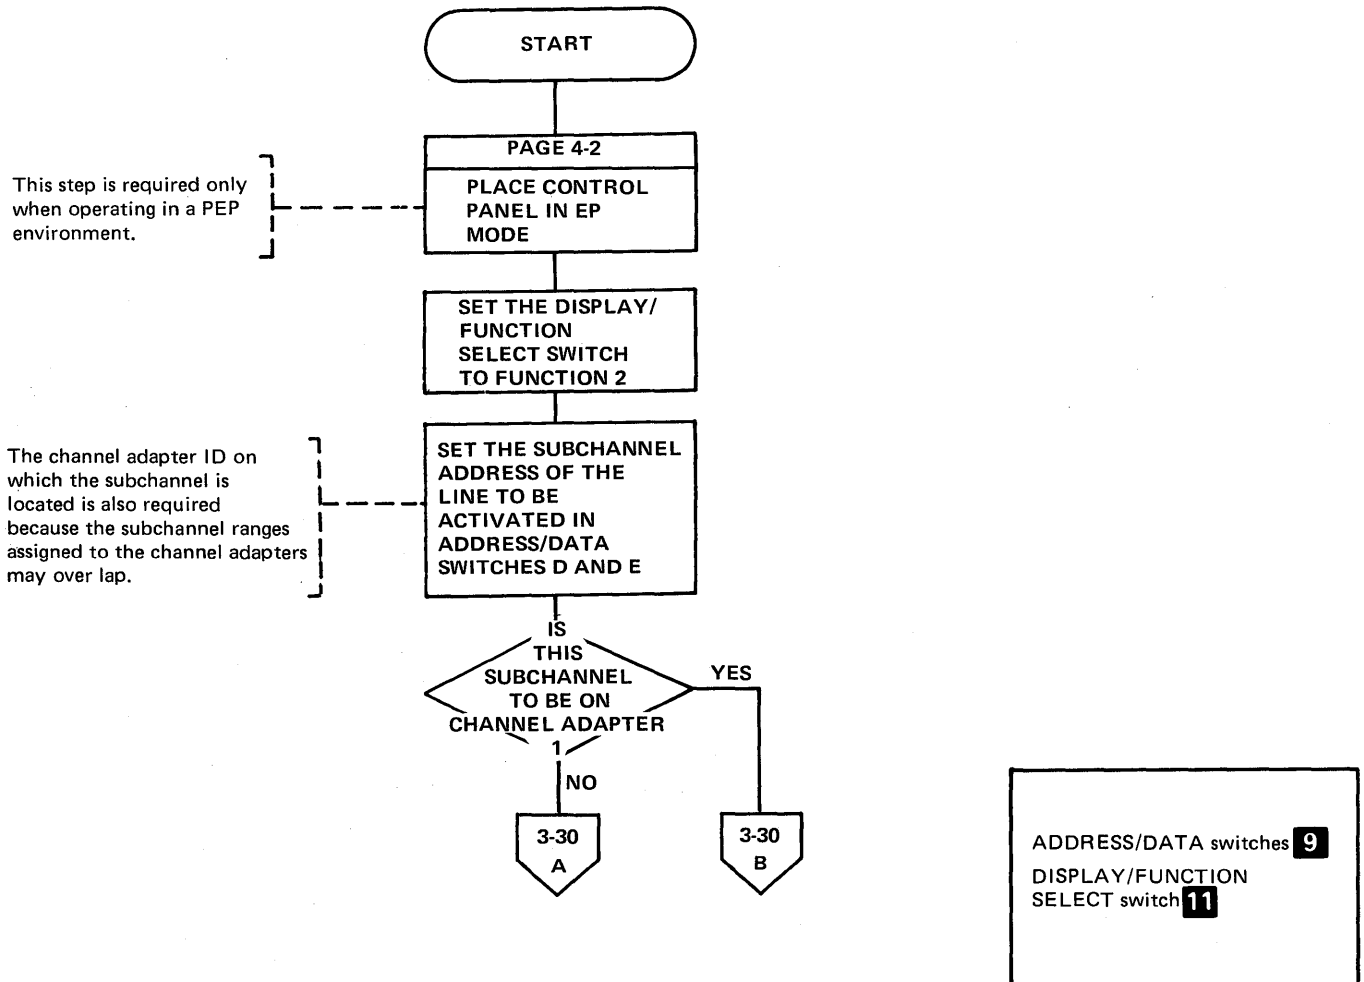 START
PAGE 4-2
PLACE CONTROL
PANEL IN EP
MODE
This step is required only
when operating in a PEP
environment.
SET THE DISPLAY/
FUNCTION
SELECT SWITCH
TO FUNCTION 2
SET THE SUBCHANNEL
ADDRESS OF THE
LINE TO BE
ACTIVATED IN
ADDRESS/DATA
SWITCHES D AND E
The channel adapter ID on
which the subchannel is
located is also required
because the subchannel ranges
assigned to the channel adapters
may over lap.
IS
THIS
SUBCHANNEL
TO BE ON
CHANNEL ADAPTER
1
YES
NO
3-30
A
3-30
B
ADDRESS/DATA switches 9
DISPLAY/FUNCTION
SELECT switch 11